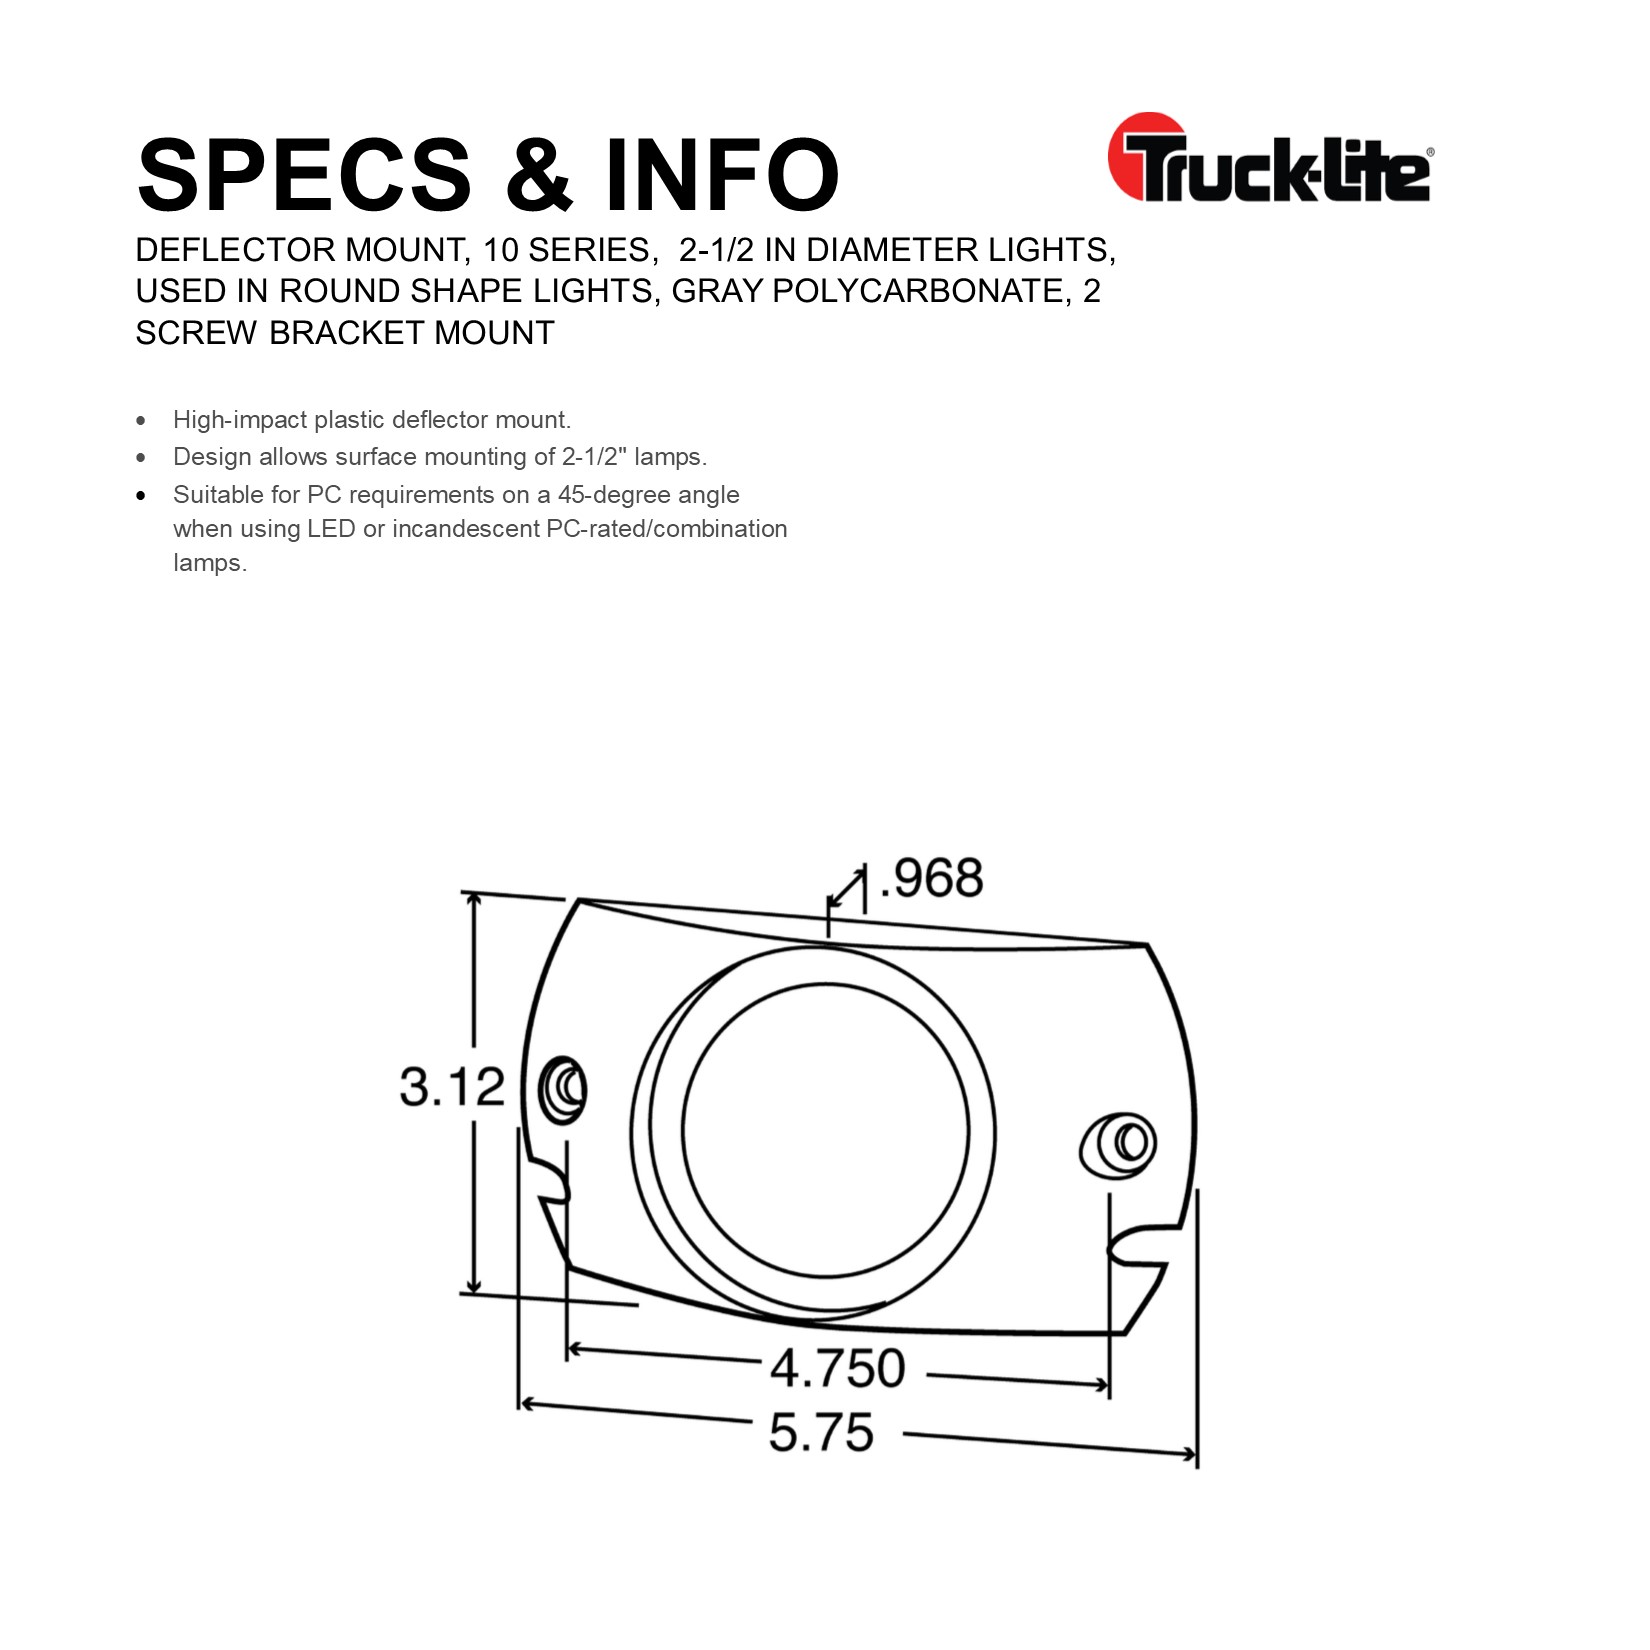 SPECS & INFO
Truck-Lite®
DEFLECTOR MOUNT, 10 SERIES,  2-1/2 IN DIAMETER LIGHTS,
USED IN ROUND SHAPE LIGHTS, GRAY POLYCARBONATE, 2
SCREW BRACKET MOUNT
• High-impact plastic deflector mount.
• Design allows surface mounting of 2-1/2" lamps.
• Suitable for PC requirements on a 45-degree angle
when using LED or incandescent PC-rated/combination
lamps.
.968
3.12
4.750
5.75